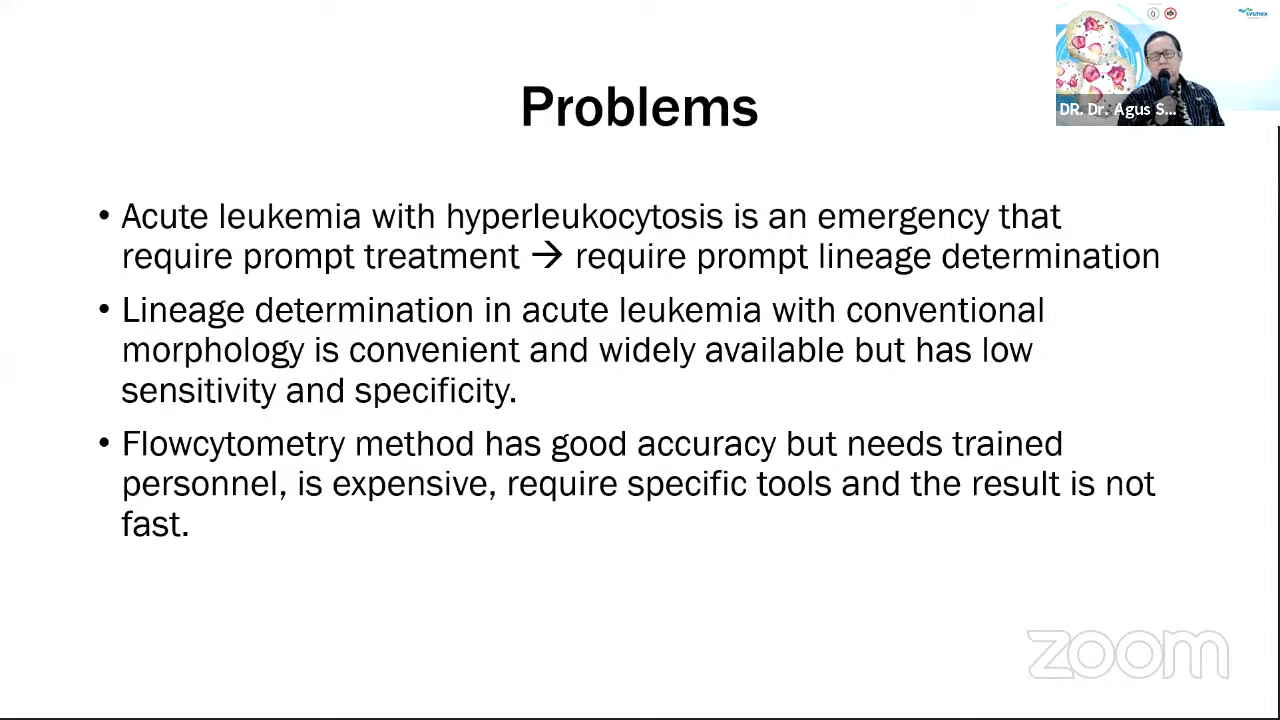 sysmex
DR. Dr. Agus S...
Problems
• Acute leukemia with hyperleukocytosis is an emergency that
require prompt treatment → require prompt lineage determination
• Lineage determination in acute leukemia with conventional
morphology is convenient and widely available but has low
sensitivity and specificity.
• Flowcytometry method has good accuracy but needs trained
personnel, is expensive, require specific tools and the result is not
fast.
zoom